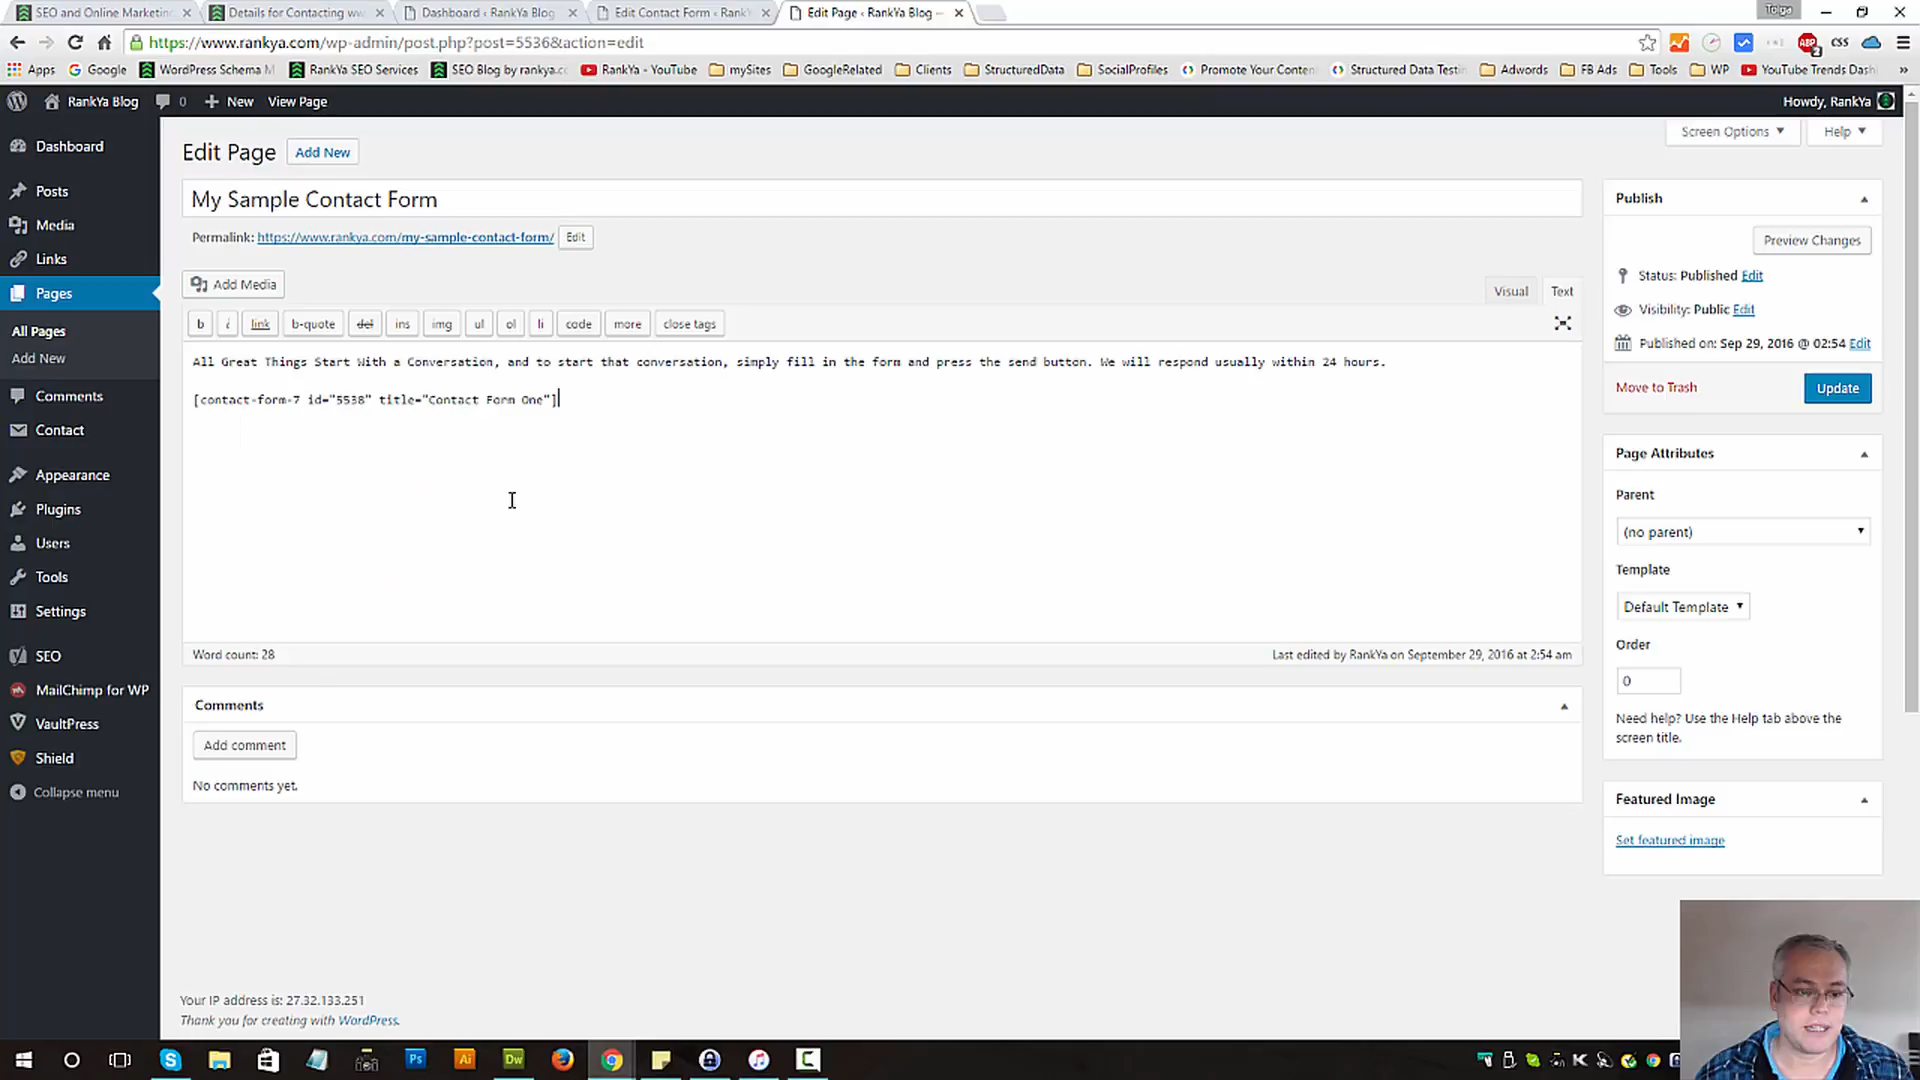 SEO and Online Marketing
Details for Contacting ww
Dashboard ‹ RankYa Blog
Edit Contact Form ‹ RankY
Edit Page ‹ RankYa Blog —
Tolga
https://www.rankya.com/wp-admin/post.php?post=5536&action=edit
Apps
Google
WordPress Schema M
RankYa SEO Services
SEO Blog by rankya.cc
RankYa - YouTube
mySites
GoogleRelated
Clients
StructuredData
SocialProfiles
Promote Your Conten
Structured Data Testi
Adwords
FB Ads
Tools
WP
YouTube Trends Dash
RankYa Blog
0
New
View Page
Howdy, RankYa
Screen Options
Help
Dashboard
Posts
Media
Links
Pages
All Pages
Add New
Comments
Contact
Appearance
Plugins
Users
Tools
Settings
SEO
MailChimp for WP
VaultPress
Shield
Collapse menu
Edit Page
Add New
My Sample Contact Form
Permalink: https://www.rankya.com/my-sample-contact-form/ Edit
Add Media
Visual
Text
b
i
link
b-quote
del
ins
img
ul
ol
li
code
more
close tags
All Great Things Start With a Conversation, and to start that conversation, simply fill in the form and press the send button. We will respond usually within 24 hours.
[contact-form-7 id="5538" title="Contact Form One"]
Word count: 28
Last edited by RankYa on September 29, 2016 at 2:54 am
Comments
Add comment
No comments yet.
Publish
Preview Changes
Status: Published Edit
Visibility: Public Edit
Published on: Sep 29, 2016 @ 02:54 Edit
Move to Trash
Update
Page Attributes
Parent
(no parent)
Template
Default Template
Order
0
Need help? Use the Help tab above the
screen title.
Featured Image
Set featured image
Your IP address is: 27.32.133.251
Thank you for creating with WordPress.
ABP
2
CSS
Ps
Ai
Dw